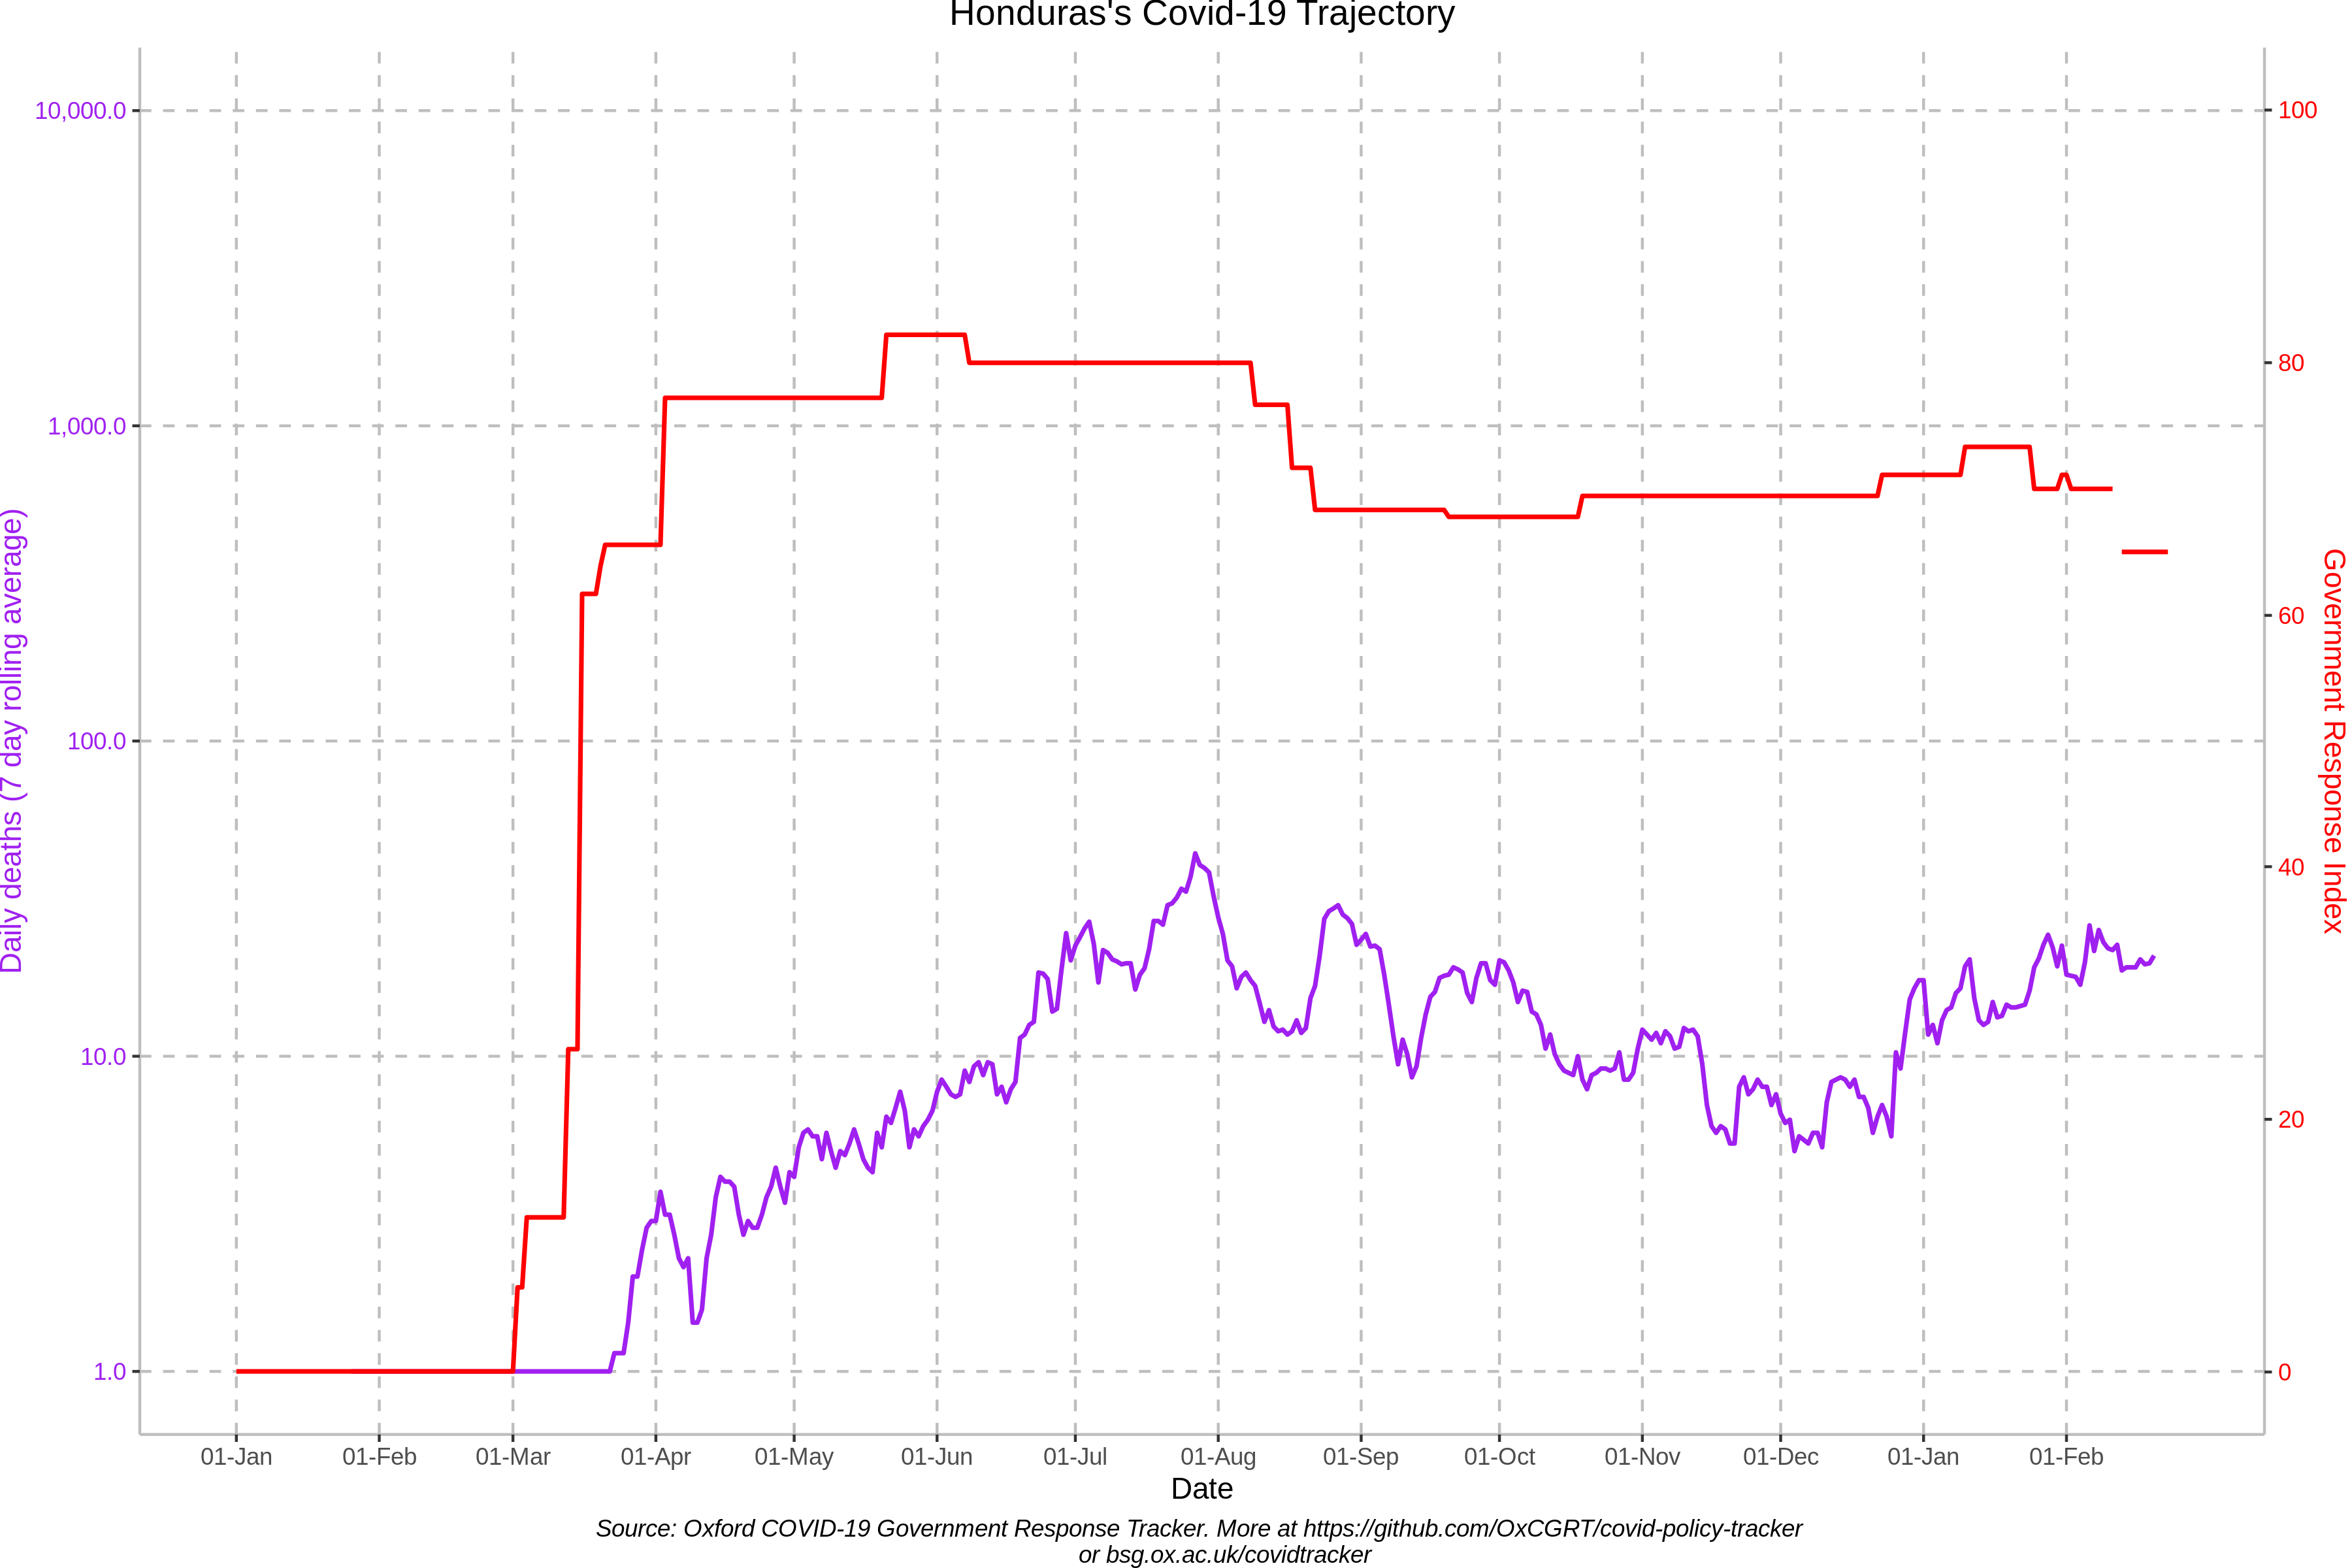 Honduras's Covid-19 Trajectory
10,000.0
1,000.0
100.0
10.0
1.0
Daily deaths (7 day rolling average)
100
80
60
40
20
0
Government Response Index
01-Jan
01-Feb
01-Mar
01-Apr
01-May
01-Jun
01-Jul
01-Aug
01-Sep
01-Oct
01-Nov
01-Dec
01-Jan
01-Feb
Date
Source: Oxford COVID-19 Government Response Tracker. More at https://github.com/OxCGRT/covid-policy-tracker
or bsg.ox.ac.uk/covidtracker